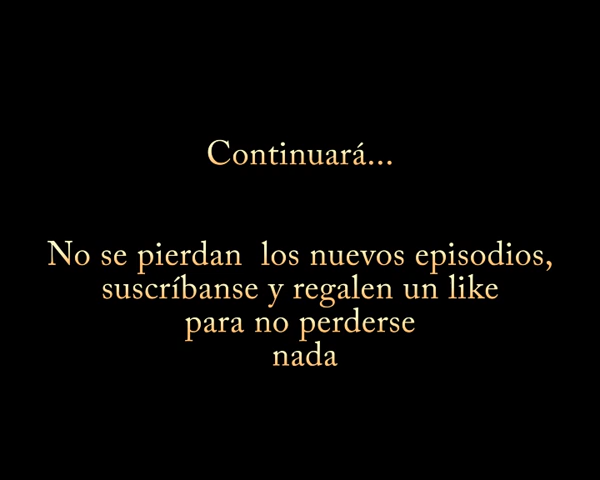 Continuará...
No se pierdan los nuevos episodios,
suscríbanse y regalen un like
para no perderse
nada